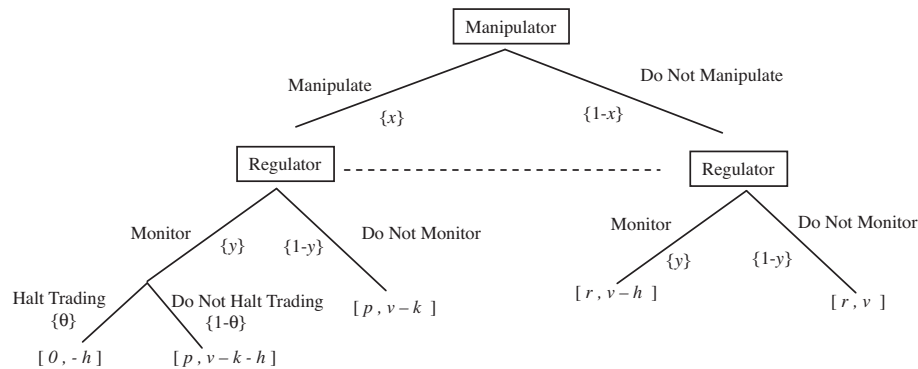 Manipulator
Manipulate
Do Not Manipulate
{x}
{1-x}
Regulator
Regulator
Monitor
{y}
{1-y}
Do Not Monitor
Monitor
{y}
{1-y}
Do Not Monitor
Halt Trading
{θ}
Do Not Halt Trading
{1-θ}
[ p , v – k ]
[ r , v – h ]
[ r , v ]
[ 0 , - h ]
[ p , v – k - h ]